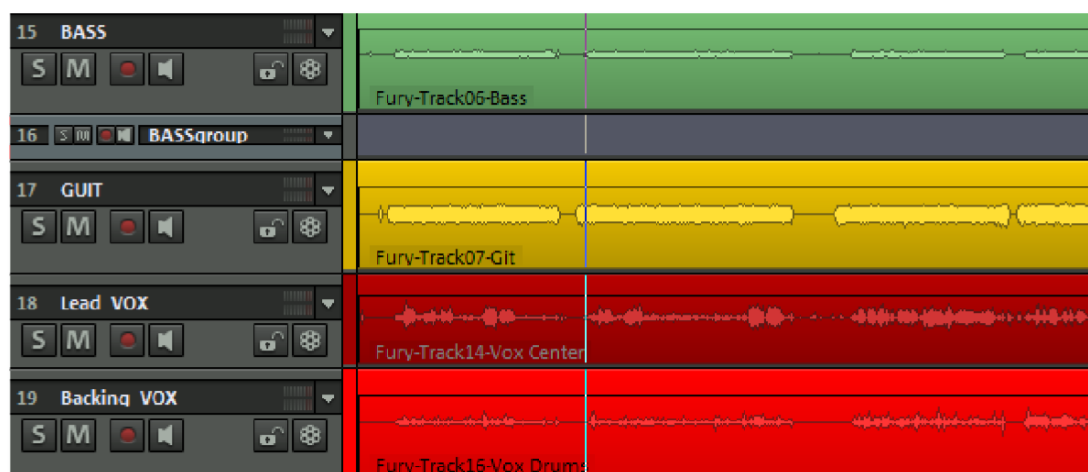 15 BASS
S M
Fury-Track06-Bass
16 S M BASSgroup
17 GUIT
S M
Fury-Track07-Git
18 Lead VOX
S M
Fury-Track14-Vox Center
19 Backing VOX
S M
Fury-Track16-Vox Drums